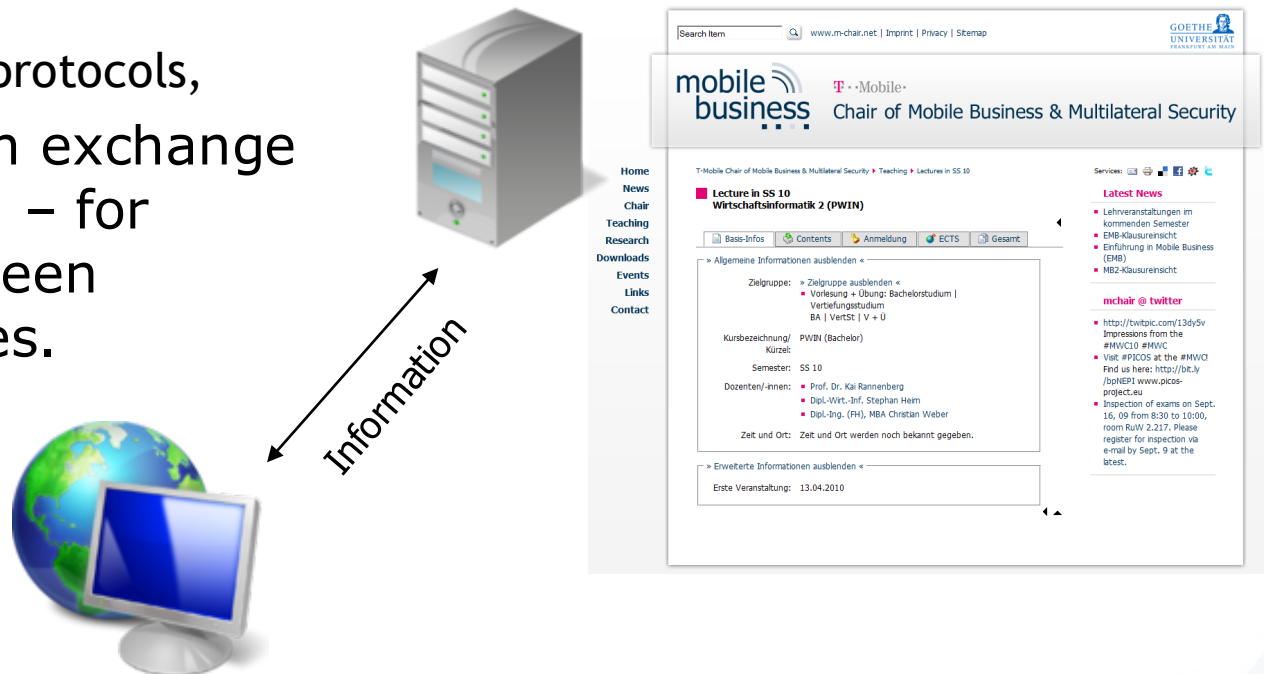 protocols,
n exchange
– for
een
es.
Information
Search Item
www.m-chair.net | Imprint | Privacy | Sitemap
GOETHE
UNIVERSITÄT
FRANKFURT AM MAIN
mobile
business
T··Mobile·
Chair of Mobile Business & Multilateral Security
Home
News
Chair
Teaching
Research
Downloads
Events
Links
Contact
T-Mobile Chair of Mobile Business & Multilateral Security Teaching Lectures in SS 10
Lecture in SS 10
Wirtschaftsinformatik 2 (PWIN)
Basis-Infos
Contents
Anmeldung
ECTS
Gesamt
» Allgemeine Informationen ausblenden «
Zielgruppe: » Zielgruppe ausblenden «
Vorlesung + Übung: Bachelorstudium |
Vertiefungsstudium
BA | VertSt | V + Ü
Kursbezeichnung/ PWIN (Bachelor)
Kürzel:
Semester: SS 10
Dozenten/-innen: Prof. Dr. Kai Rannenberg
Dipl.-Wirt.-Inf. Stephan Heim
Dipl.-Ing. (FH), MBA Christian Weber
Zeit und Ort: Zeit und Ort werden noch bekannt gegeben.
» Erweiterte Informationen ausblenden «
Erste Veranstaltung: 13.04.2010
Services:
Latest News
Lehrveranstaltungen im
kommenden Semester
EMB-Klausureinsicht
Einführung in Mobile Business
(EMB)
MB2-Klausureinsicht
mchair @ twitter
http://twitpic.com/13dy5v
Impressions from the
#MWC10 #MWC
Visit #PICOS at the #MWC!
Find us here: http://bit.ly
/bpNEPI www.picos-
project.eu
Inspection of exams on Sept.
16, 09 from 8:30 to 10:00,
room RuW 2.217. Please
register for inspection via
e-mail by Sept. 9 at the
latest.